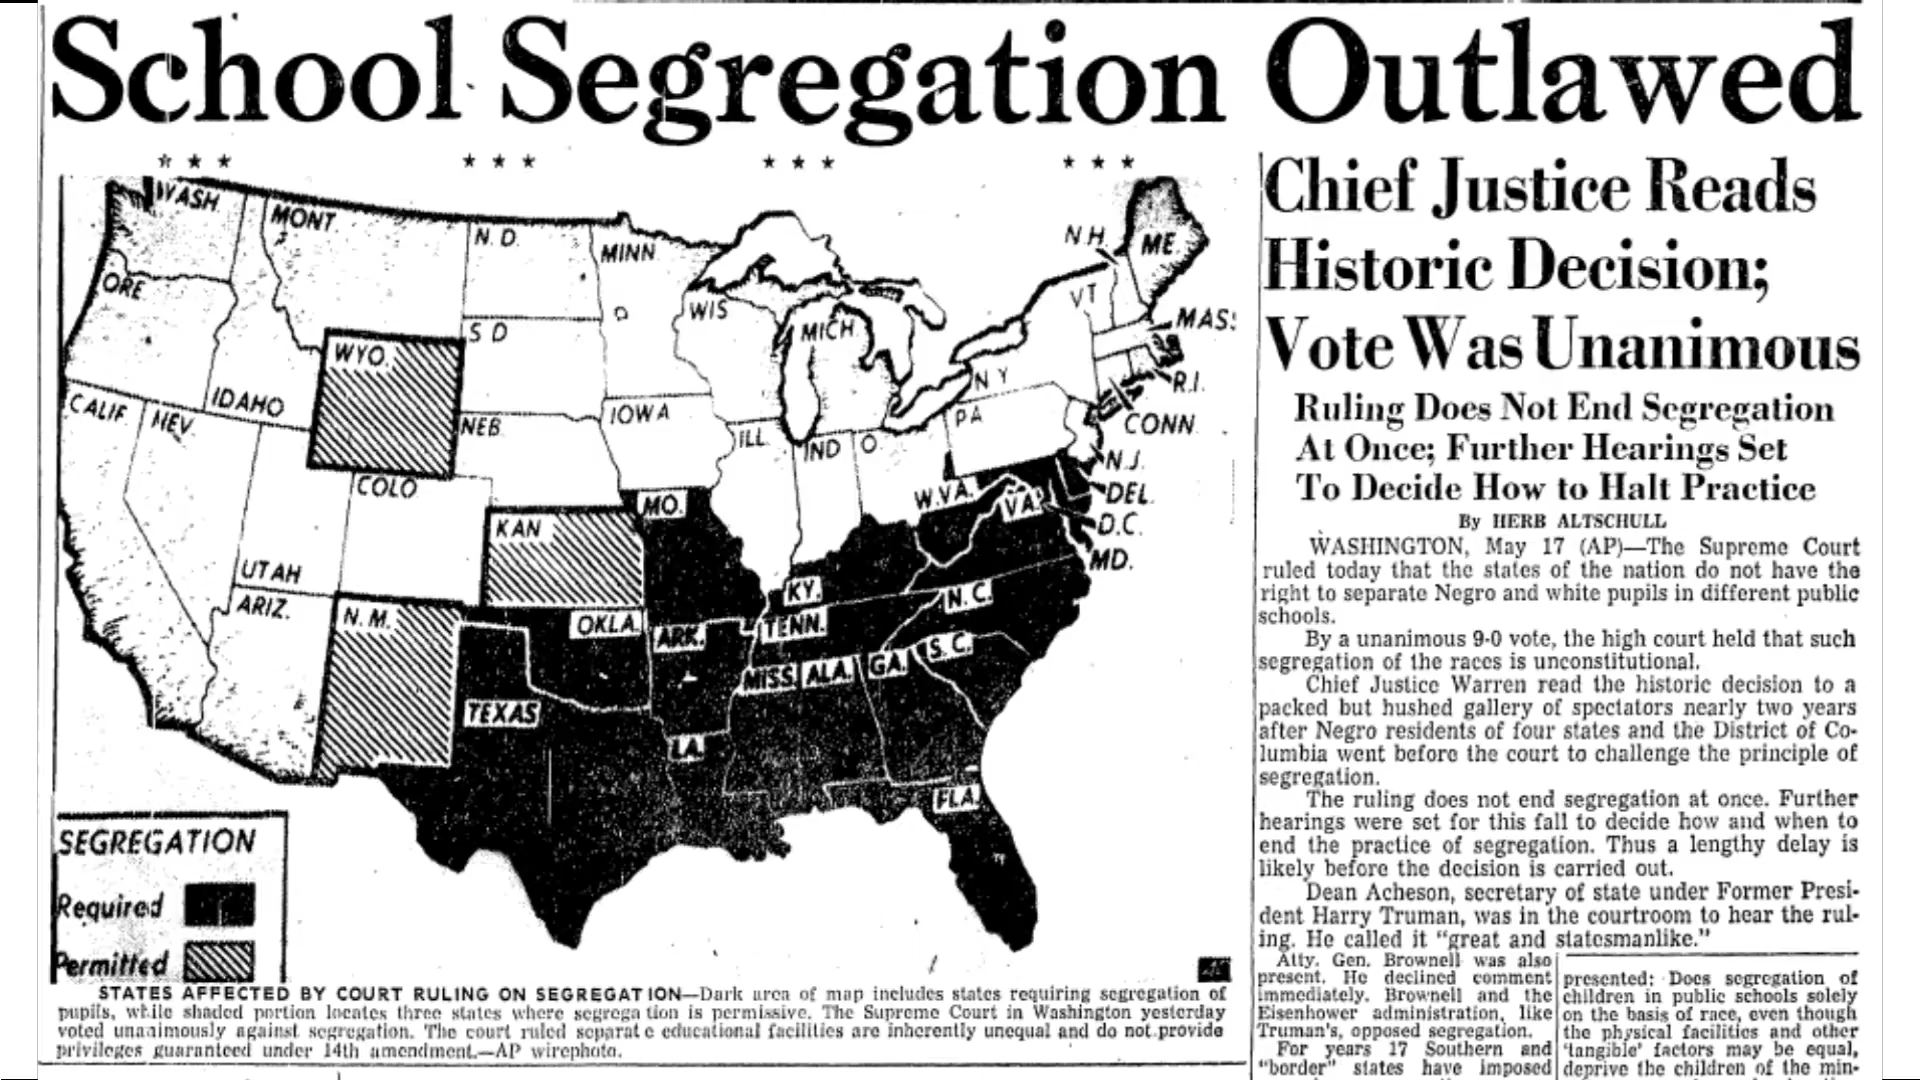 School Segregation Outlawed
★ ★ ★ ★ ★ ★ ★ ★ ★ ★ ★ ★
WASH.
MONT.
N. D.
MINN
N H
ME.
ORE
S D
WIS
MICH.
VT
MASS
WYO.
N Y
R.I.
CALIF.
NEV.
IDAHO
NEB
IOWA
ILL
IND
O.
PA
CONN.
N.J.
COLO
MO.
W.VA.
VA.
DEL.
KAN
D.C.
UTAH
MD.
ARIZ.
N.M.
OKLA.
ARK.
KY.
TENN.
N.C.
S.C.
MISS.
ALA.
GA.
TEXAS
LA.
FLA.
SEGREGATION
Required
Permitted
STATES AFFECTED BY COURT RULING ON SEGREGATION—Dark area of map includes states requiring segregation of
pupils, while shaded portion locates three states where segregation is permissive. The Supreme Court in Washington yesterday
voted unanimously against segregation. The court ruled separate educational facilities are inherently unequal and do not provide
privileges guaranteed under 14th amendment.—AP wirephoto.
Chief Justice Reads
Historic Decision;
Vote Was Unanimous
Ruling Does Not End Segregation
At Once; Further Hearings Set
To Decide How to Halt Practice
By HERB ALTSCHULL
WASHINGTON, May 17 (AP)—The Supreme Court
ruled today that the states of the nation do not have the
right to separate Negro and white pupils in different public
schools.
By a unanimous 9-0 vote, the high court held that such
segregation of the races is unconstitutional.
Chief Justice Warren read the historic decision to a
packed but hushed gallery of spectators nearly two years
after Negro residents of four states and the District of Co-
lumbia went before the court to challenge the principle of
segregation.
The ruling does not end segregation at once. Further
hearings were set for this fall to decide how and when to
end the practice of segregation. Thus a lengthy delay is
likely before the decision is carried out.
Dean Acheson, secretary of state under Former Presi-
dent Harry Truman, was in the courtroom to hear the rul-
ing. He called it "great and statesmanlike."
Atty. Gen. Brownell was also
present. He declined comment
immediately. Brownell and the
Eisenhower administration, like
Truman's, opposed segregation.
For years 17 Southern and
"border" states have imposed
presented: Does segregation of
children in public schools solely
on the basis of race, even though
the physical facilities and other
'tangible' factors may be equal,
deprive the children of the min-